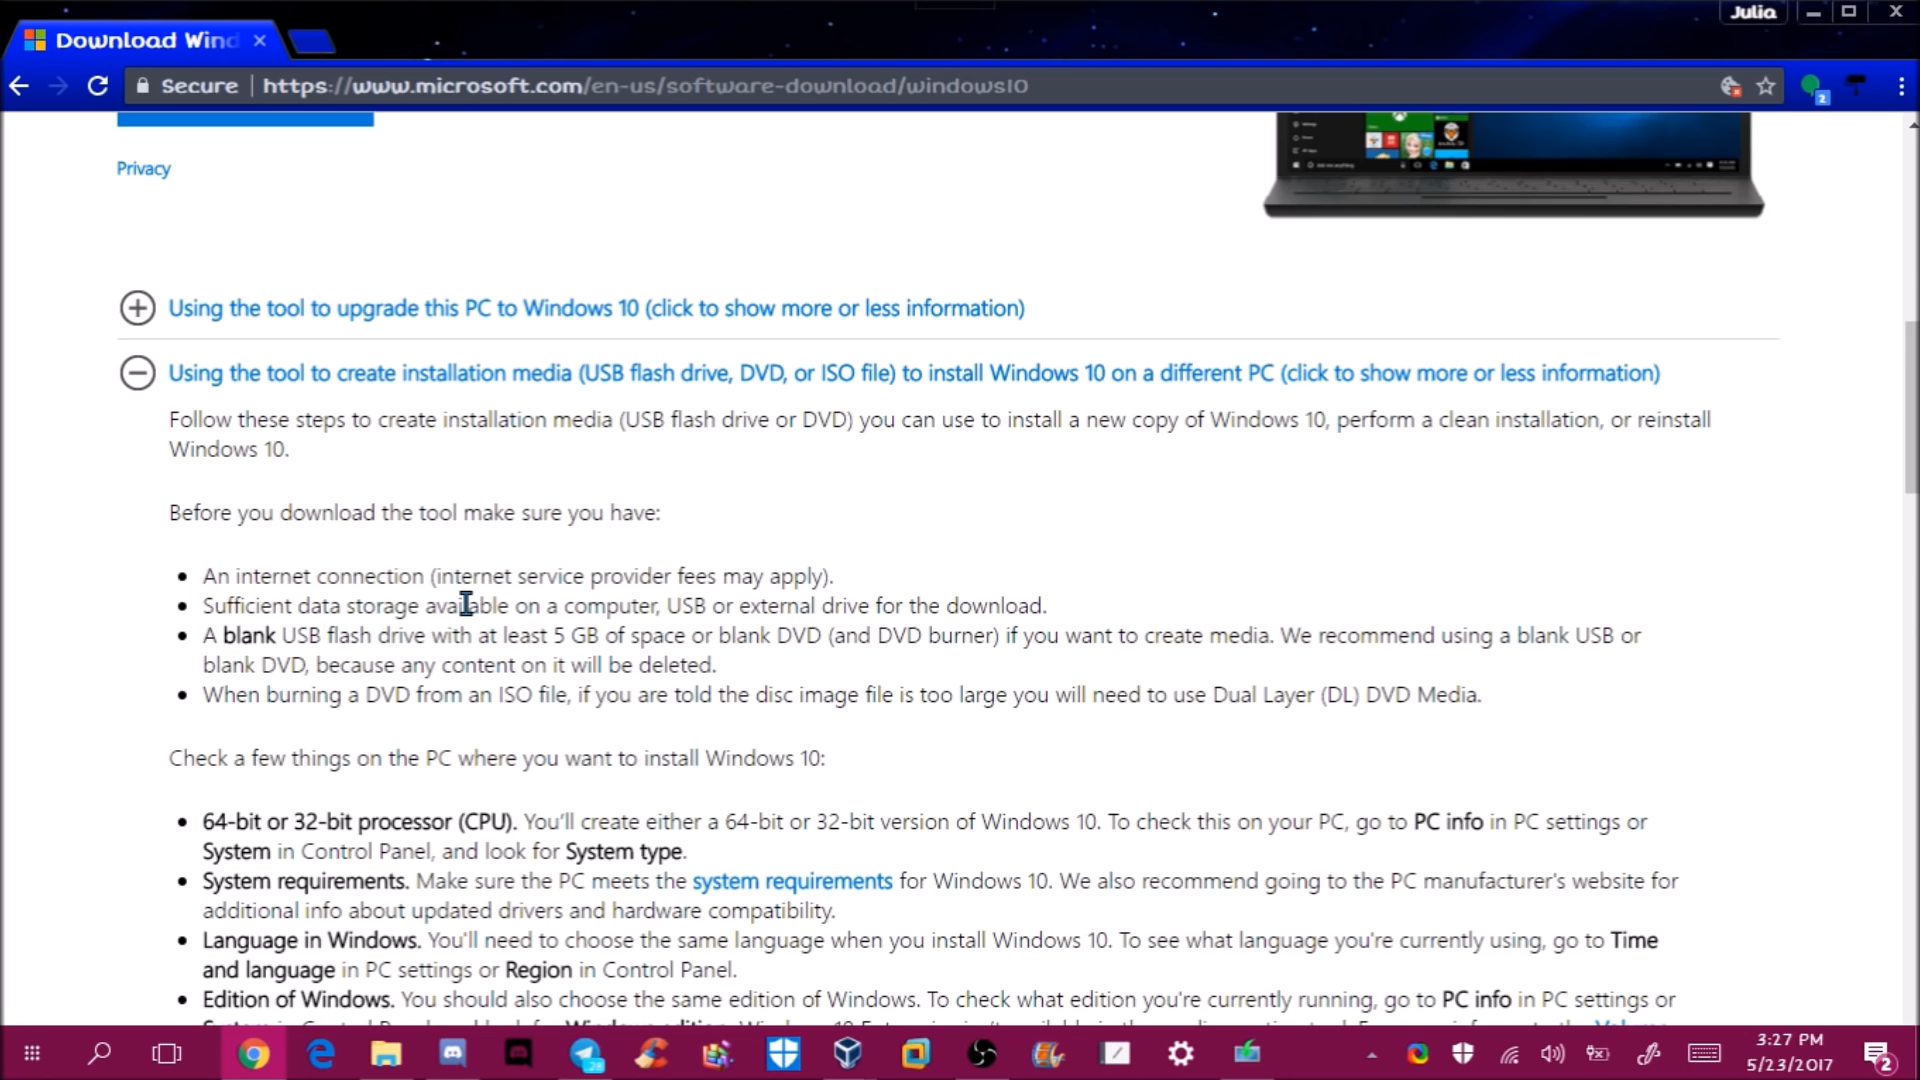 Julia
Download Wind
Secure | https://www.microsoft.com/en-us/software-download/windows10
2
Privacy
Using the tool to upgrade this PC to Windows 10 (click to show more or less information)
Using the tool to create installation media (USB flash drive, DVD, or ISO file) to install Windows 10 on a different PC (click to show more or less information)
Follow these steps to create installation media (USB flash drive or DVD) you can use to install a new copy of Windows 10, perform a clean installation, or reinstall
Windows 10.
Before you download the tool make sure you have:
• An internet connection (internet service provider fees may apply).
• Sufficient data storage available on a computer, USB or external drive for the download.
• A blank USB flash drive with at least 5 GB of space or blank DVD (and DVD burner) if you want to create media. We recommend using a blank USB or
blank DVD, because any content on it will be deleted.
• When burning a DVD from an ISO file, if you are told the disc image file is too large you will need to use Dual Layer (DL) DVD Media.
Check a few things on the PC where you want to install Windows 10:
• 64-bit or 32-bit processor (CPU). You'll create either a 64-bit or 32-bit version of Windows 10. To check this on your PC, go to PC info in PC settings or
System in Control Panel, and look for System type.
• System requirements. Make sure the PC meets the system requirements for Windows 10. We also recommend going to the PC manufacturer's website for
additional info about updated drivers and hardware compatibility.
• Language in Windows. You'll need to choose the same language when you install Windows 10. To see what language you're currently using, go to Time
and language in PC settings or Region in Control Panel.
• Edition of Windows. You should also choose the same edition of Windows. To check what edition you're currently running, go to PC info in PC settings or
3:27 PM
5/23/2017
2